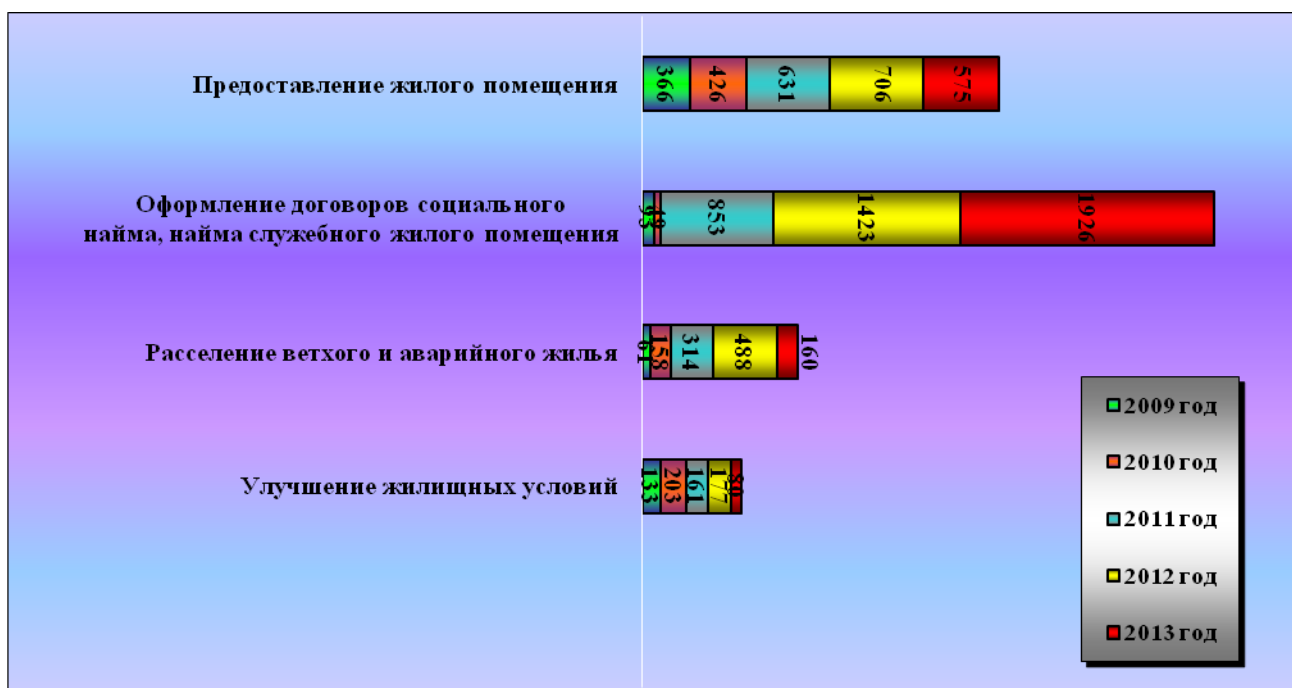 Предоставление жилого помещения
366 426 631 706 575
Оформление договоров социального
найма, найма служебного жилого помещения
93 853 1423 1926
Расселение ветхого и аварийного жилья
61 158 314 488 160
Улучшение жилищных условий
133 203 161 177
2009 год
2010 год
2011 год
2012 год
2013 год